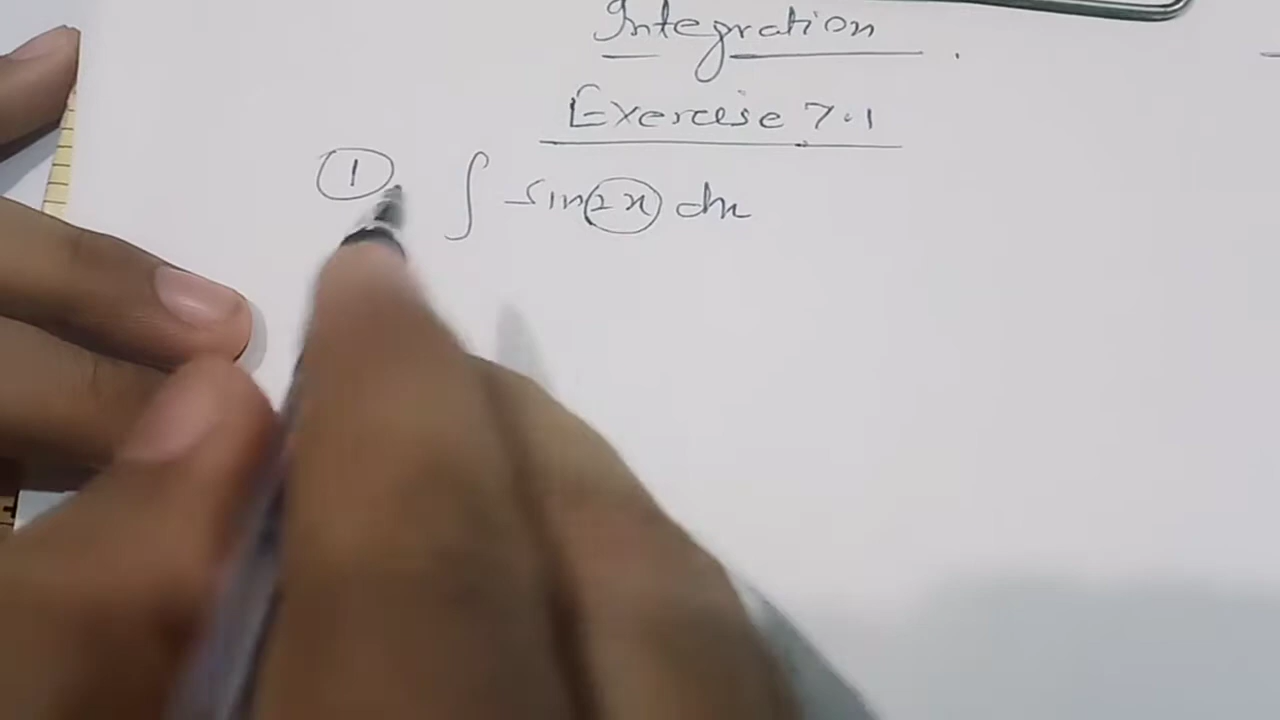 Integration
Exercise 7.1
① ∫ sin 2x dx